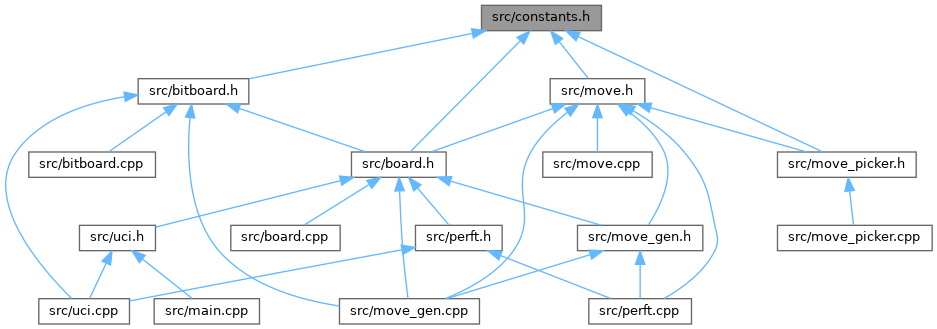 src/constants.h
src/bitboard.h
src/move.h
src/bitboard.cpp
src/board.h
src/move.cpp
src/move_picker.h
src/uci.h
src/board.cpp
src/perft.h
src/move_gen.h
src/move_picker.cpp
src/uci.cpp
src/main.cpp
src/move_gen.cpp
src/perft.cpp